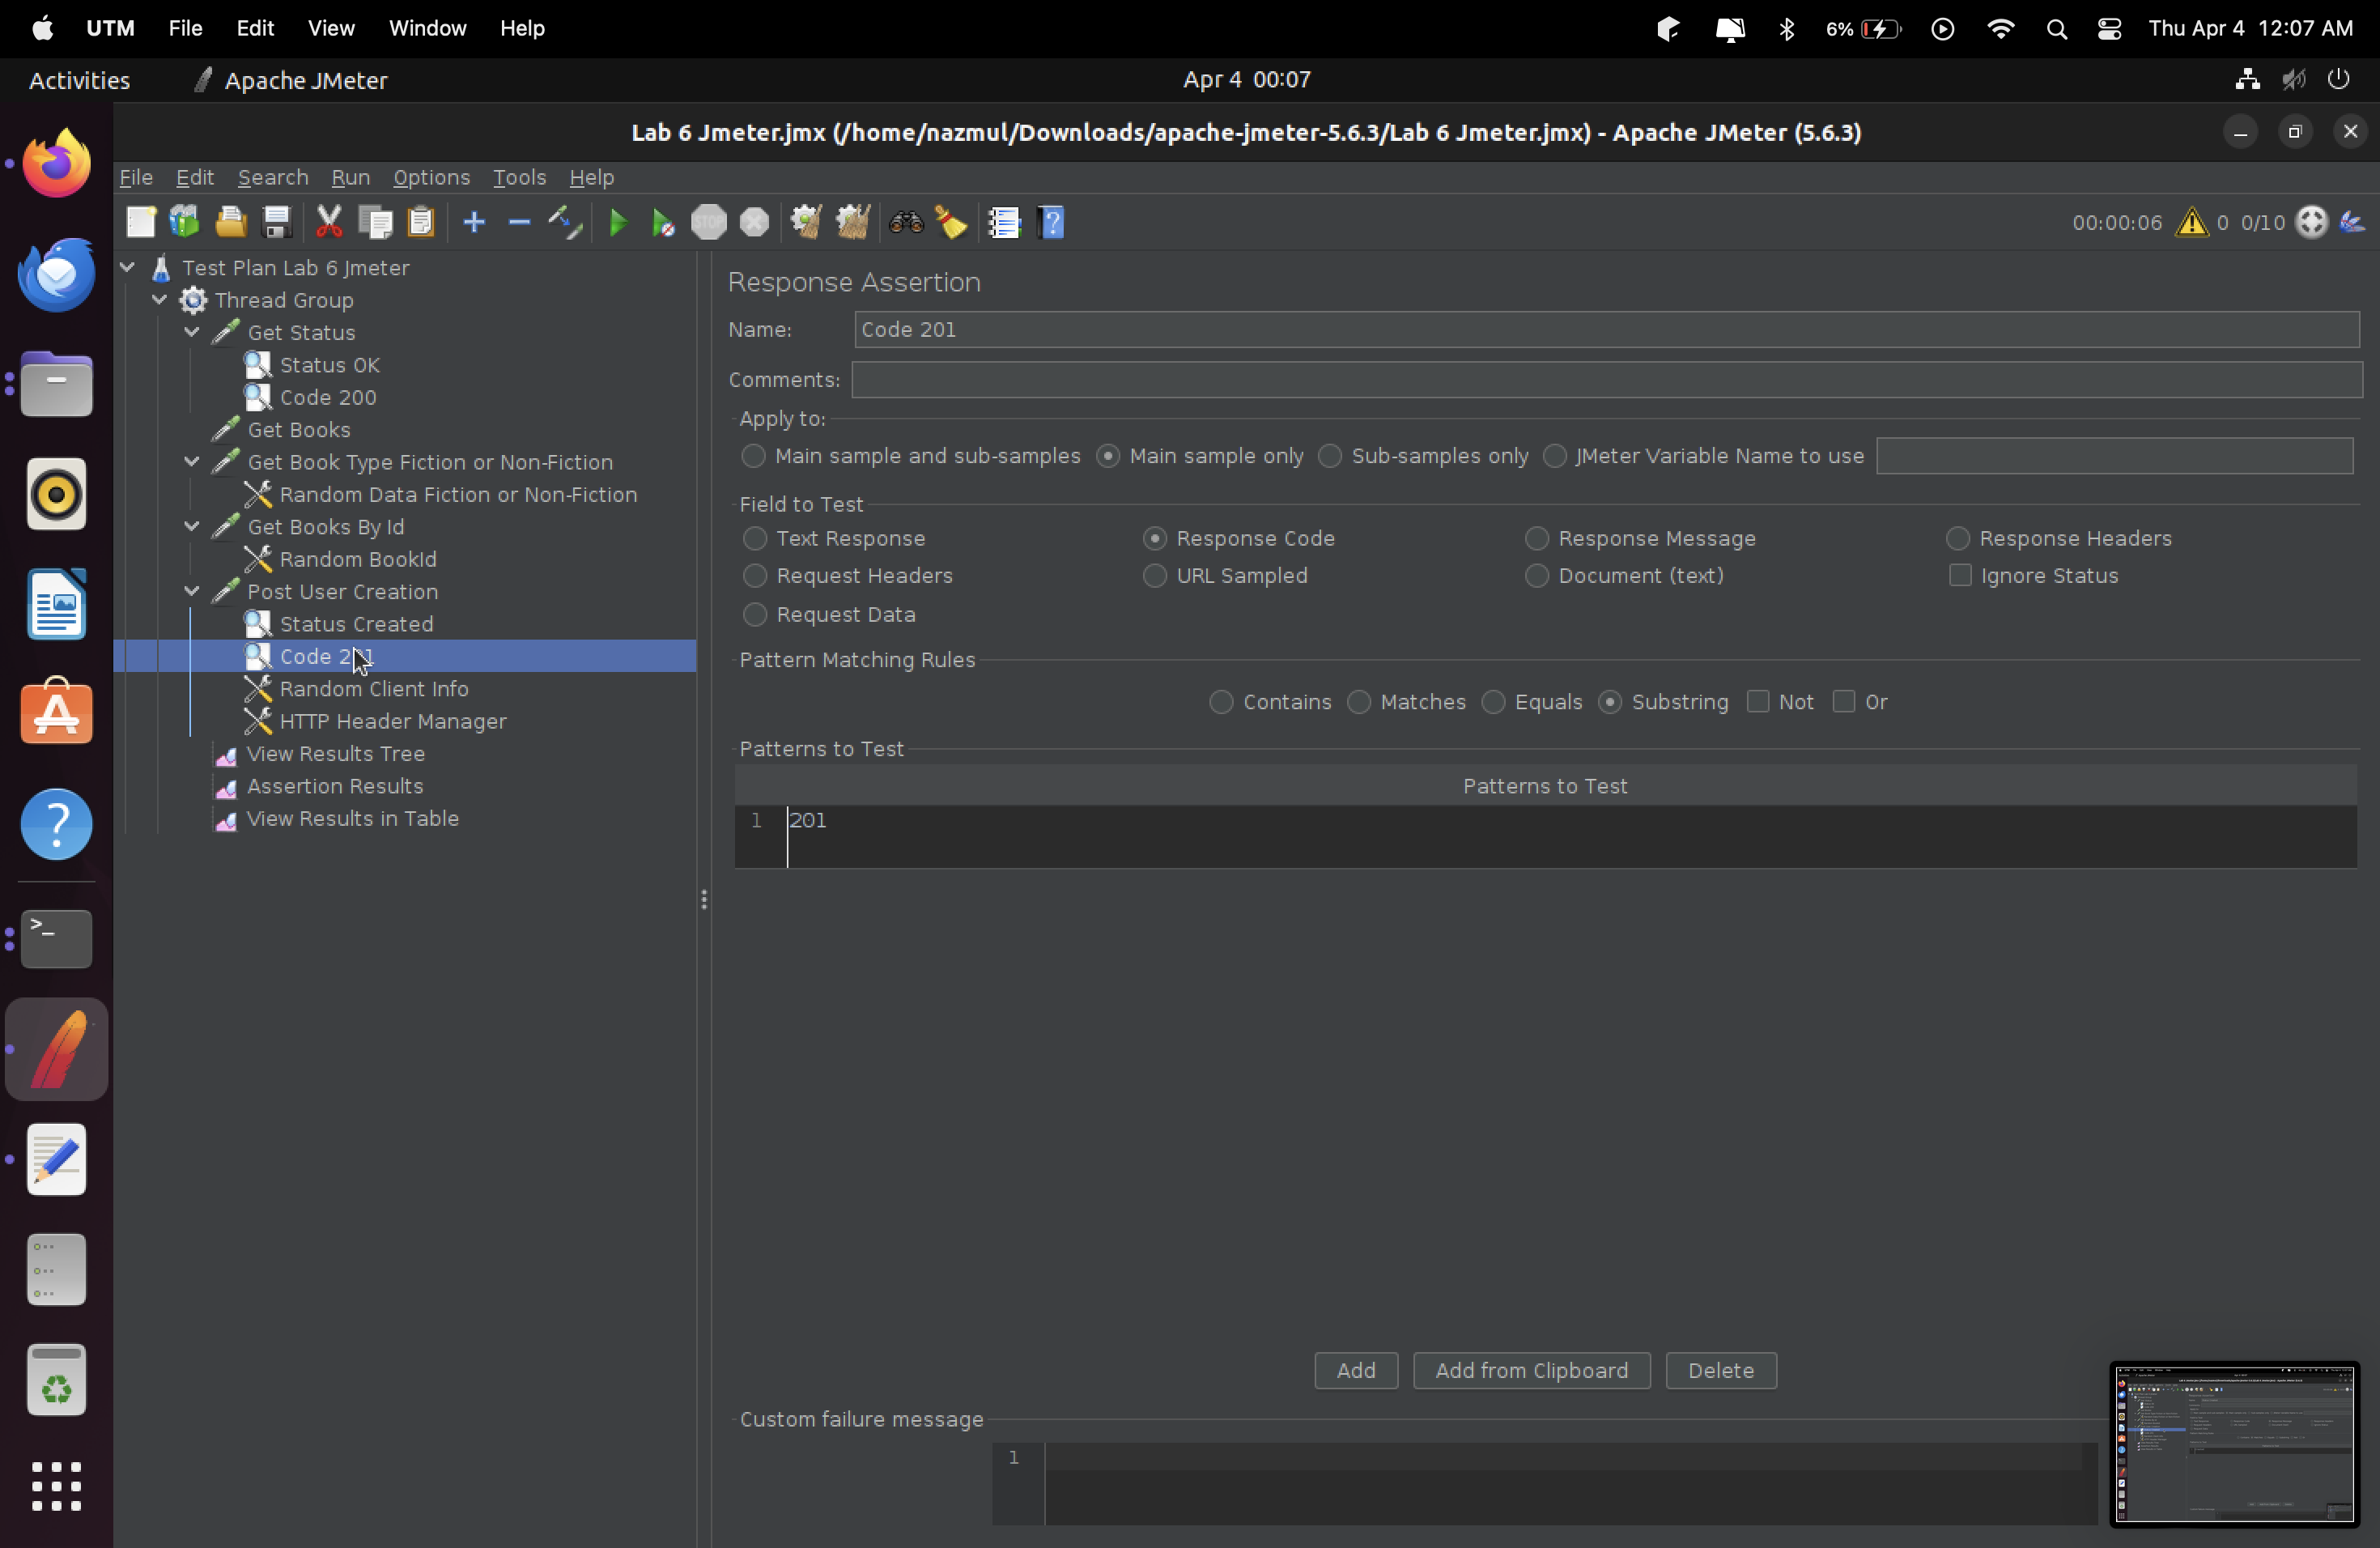 UTM File Edit View Window Help 6% Thu Apr 4 12:07 AM
Activities Apache JMeter Apr 4 00:07
Lab 6 Jmeter.jmx (/home/nazmul/Downloads/apache-jmeter-5.6.3/Lab 6 Jmeter.jmx) - Apache JMeter (5.6.3)
File Edit Search Run Options Tools Help
STOP 00:00:06 0 0/10
Test Plan Lab 6 Jmeter
Thread Group
Get Status
Status OK
Code 200
Get Books
Get Book Type Fiction or Non-Fiction
Random Data Fiction or Non-Fiction
Get Books By Id
Random BookId
Post User Creation
Status Created
Code 201
Random Client Info
HTTP Header Manager
View Results Tree
Assertion Results
View Results in Table
Response Assertion
Name: Code 201
Comments:
Apply to:
Main sample and sub-samples Main sample only Sub-samples only JMeter Variable Name to use
Field to Test
Text Response Response Code Response Message Response Headers
Request Headers URL Sampled Document (text) Ignore Status
Request Data
Pattern Matching Rules
Contains Matches Equals Substring Not Or
Patterns to Test
Patterns to Test
1 201
Add Add from Clipboard Delete
Custom failure message
1